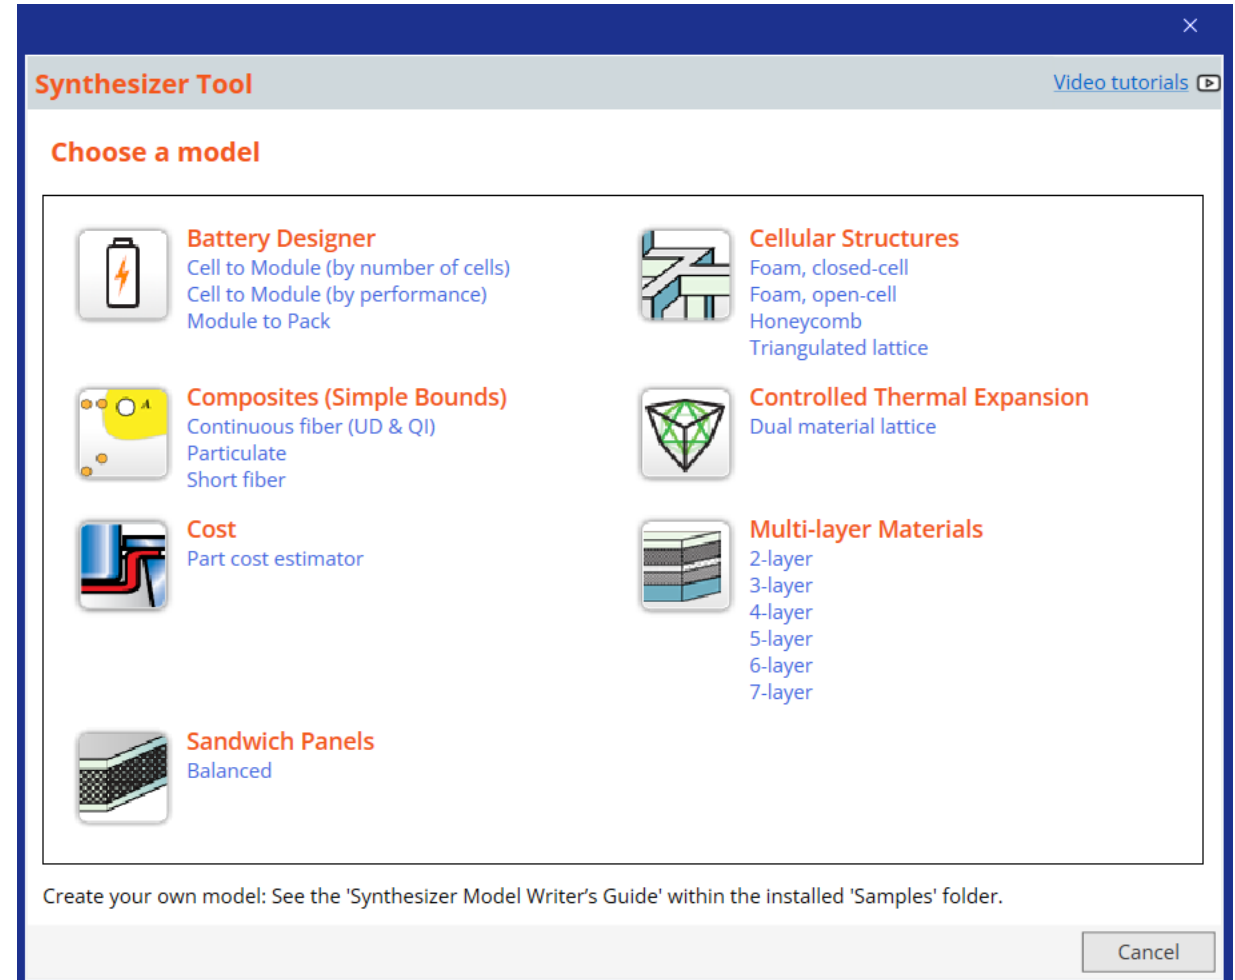 Synthesizer Tool
Video tutorials
Choose a model
Battery Designer
Cell to Module (by number of cells)
Cell to Module (by performance)
Module to Pack
Cellular Structures
Foam, closed-cell
Foam, open-cell
Honeycomb
Triangulated lattice
Composites (Simple Bounds)
Continuous fiber (UD & QI)
Particulate
Short fiber
A
Controlled Thermal Expansion
Dual material lattice
Cost
Part cost estimator
Multi-layer Materials
2-layer
3-layer
4-layer
5-layer
6-layer
7-layer
Sandwich Panels
Balanced
Create your own model: See the 'Synthesizer Model Writer’s Guide' within the installed 'Samples' folder.
Cancel